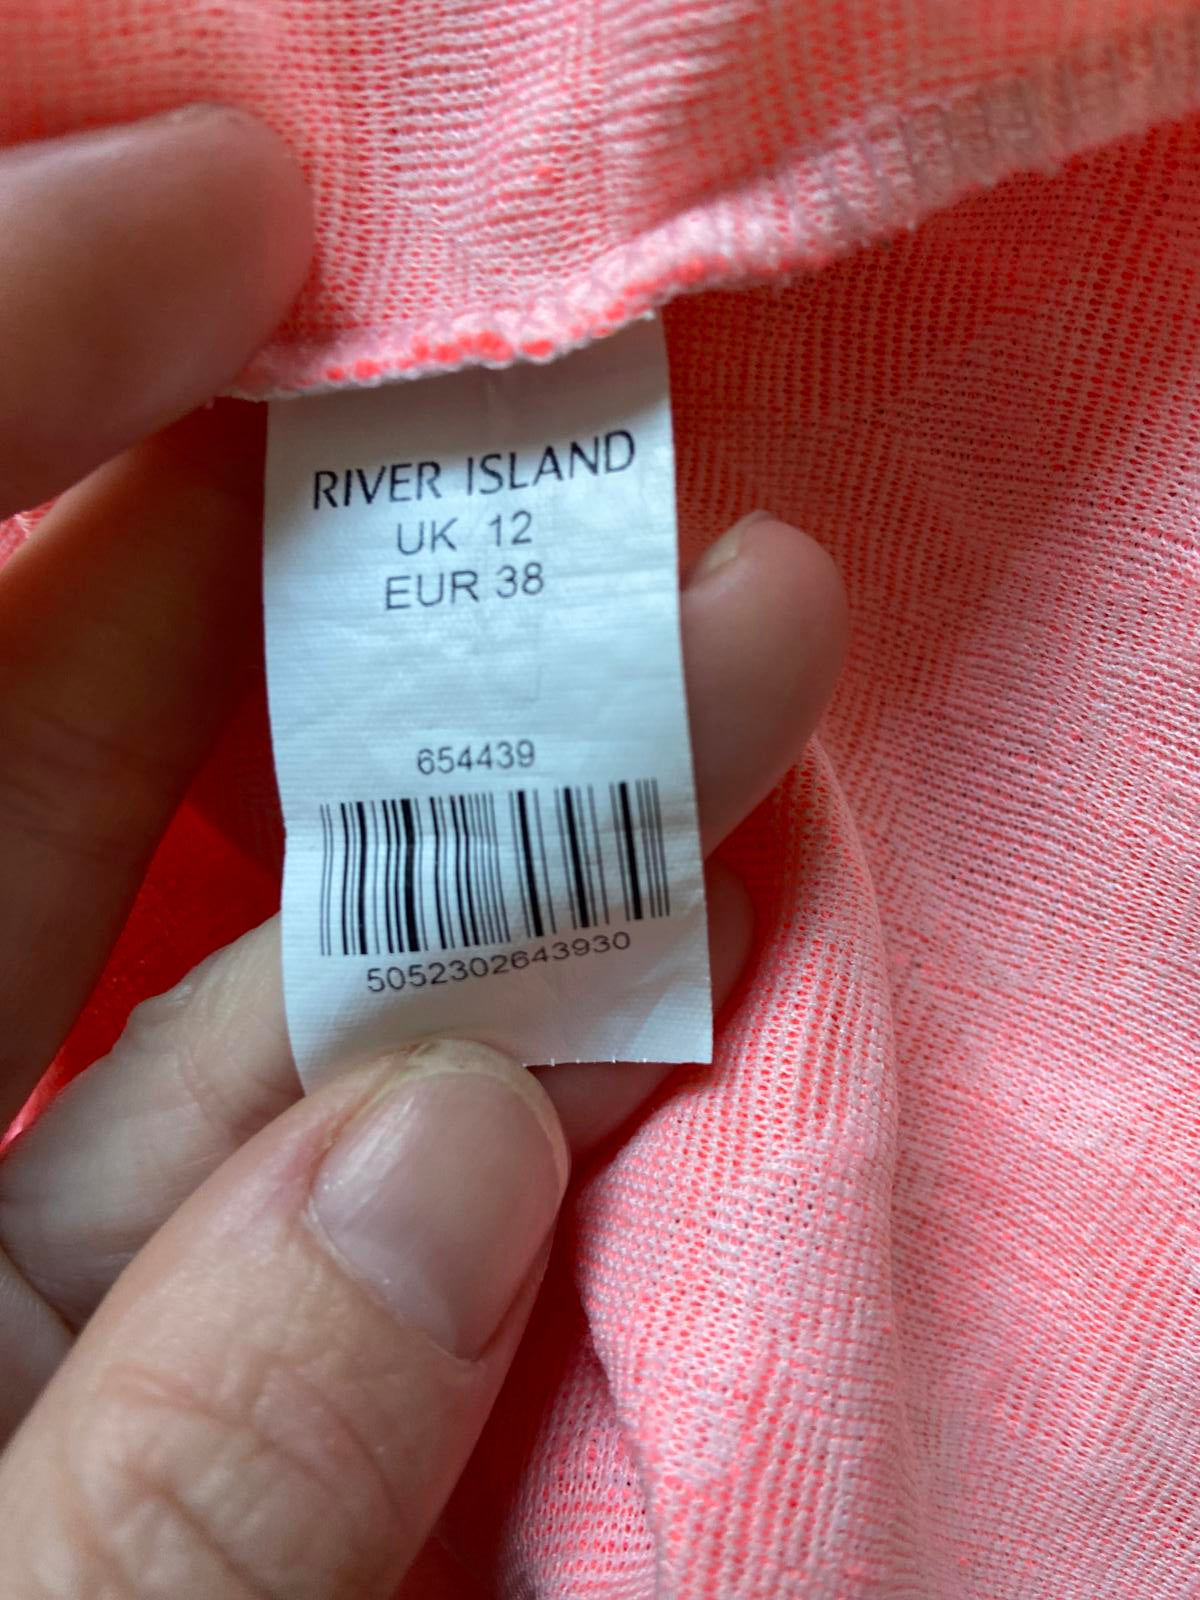 RIVER ISLAND
UK 12
EUR 38
654439
5052302643930